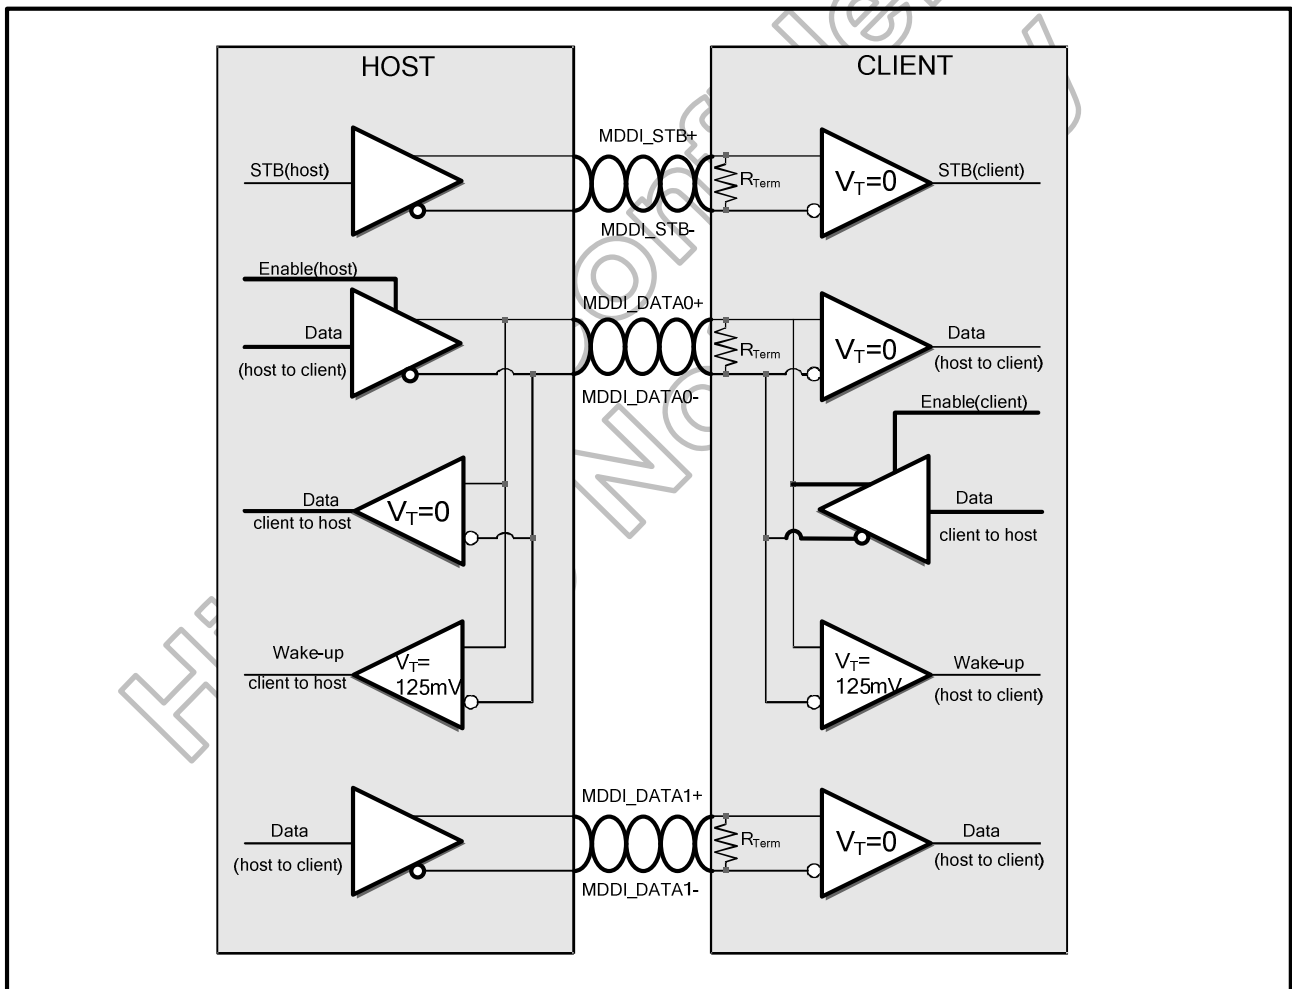 HOST
CLIENT
MDDI_STB+
STB(host)
RTerm
VT=0
STB(client)
MDDI_STB-
Enable(host)
MDDI_DATA0+
Data
(host to client)
RTerm
VT=0
Data
(host to client)
MDDI_DATA0-
Enable(client)
Data
client to host
VT=0
Data
client to host
Wake-up
client to host
VT=
125mV
VT=
125mV
Wake-up
(host to client)
MDDI_DATA1+
Data
(host to client)
RTerm
VT=0
Data
(host to client)
MDDI_DATA1-